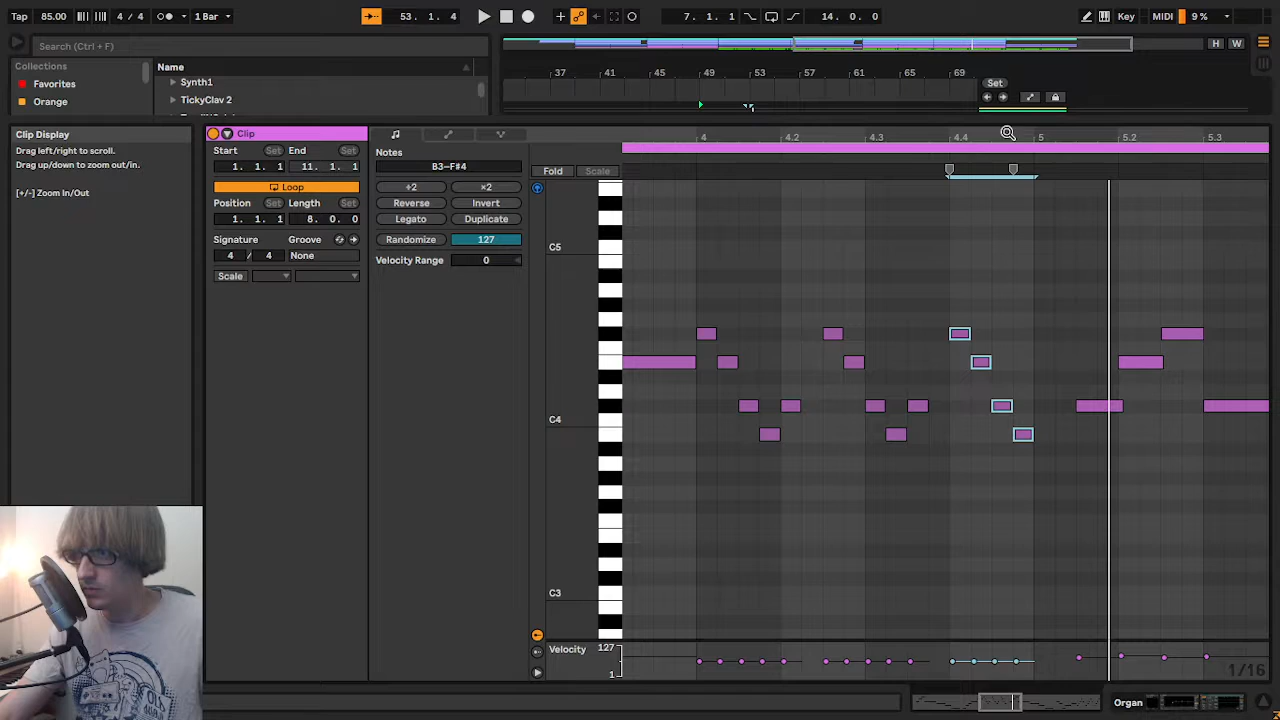 Tap 85.00 4 / 4 1 Bar 53. 1. 4 7. 1. 1 14. 0. 0 Key MIDI 9 %
Search (Ctrl + F) H W
Collections Name
Favorites Synth1
Orange TickyClav 2
37 41 45 49 53 57 61 65 69
Set
Clip Display
Drag left/right to scroll.
Drag up/down to zoom out/in.
[+/-] Zoom In/Out
Clip
Start Set End Set
1. 1. 1 11. 1. 1
Loop
Position Set Length Set
1. 1. 1 8. 0. 0
Signature Groove
4 / 4 None
Scale
Notes
B3–F#4
÷2 ×2
Reverse Invert
Legato Duplicate
Randomize 127
Velocity Range 0
4 4.2 4.3 4.4 5 5.2 5.3
Fold Scale
C5
C4
C3
Velocity 127
1
1/16
Organ